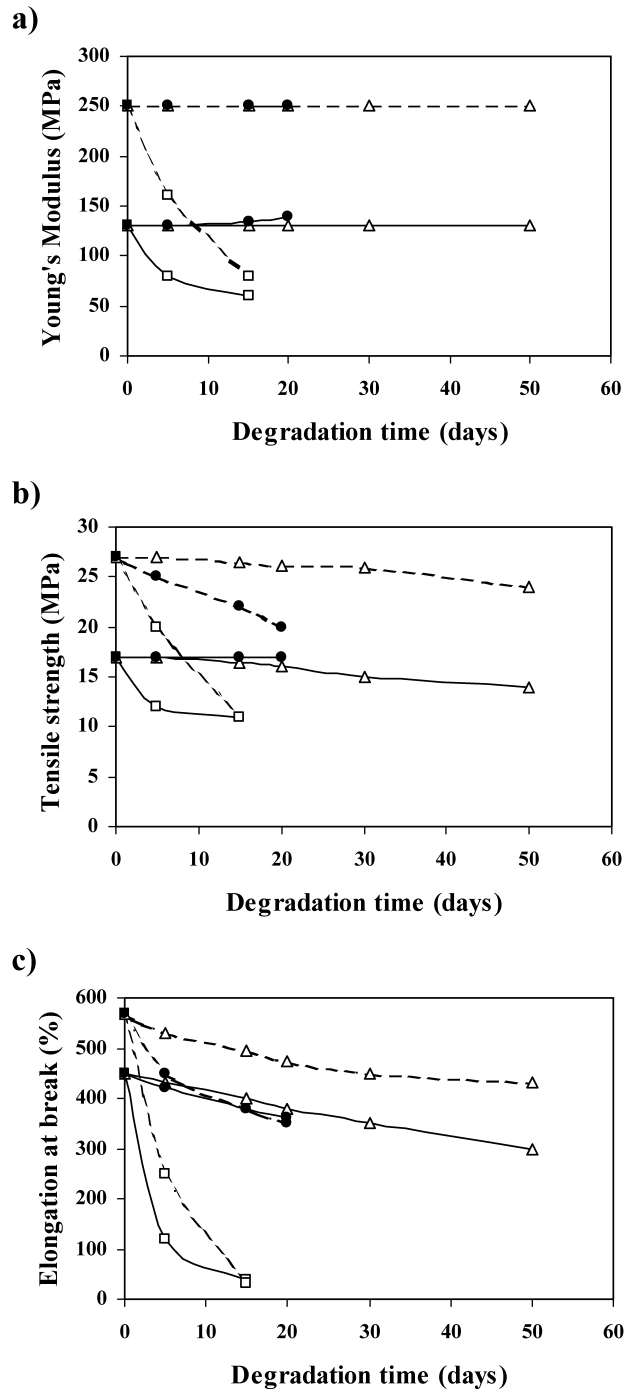 a)
Young's Modulus (MPa)
300
250
200
150
100
50
0
0 10 20 30 40 50 60
Degradation time (days)
b)
Tensile strength (MPa)
30
25
20
15
10
5
0
0 10 20 30 40 50 60
Degradation time (days)
c)
Elongation at break (%)
600
500
400
300
200
100
0
0 10 20 30 40 50 60
Degradation time (days)